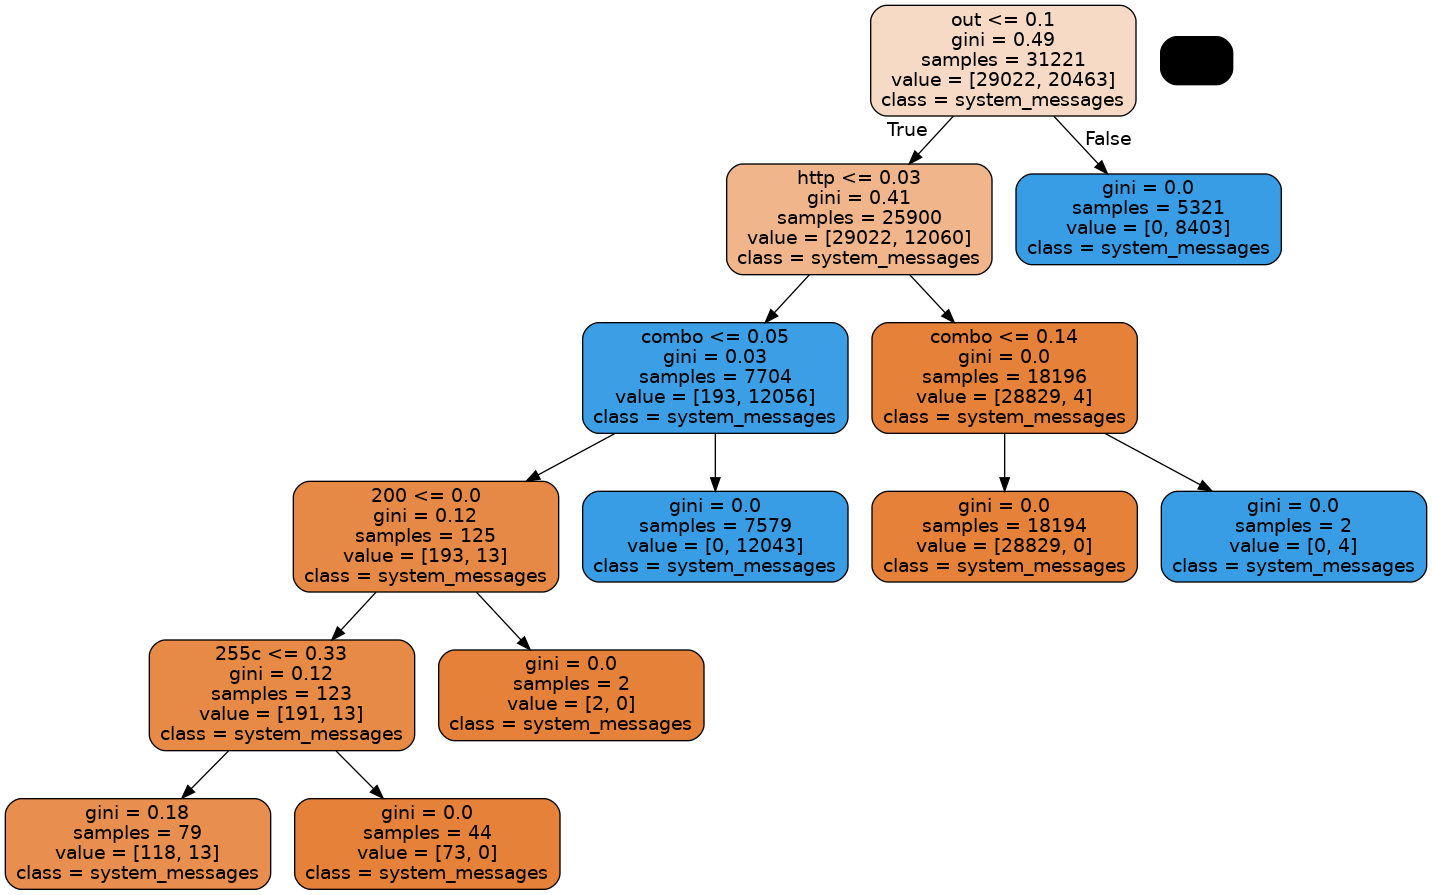 out <= 0.1
gini = 0.49
samples = 31221
value = [29022, 20463]
class = system_messages
True
False
http <= 0.03
gini = 0.41
samples = 25900
value = [29022, 12060]
class = system_messages
gini = 0.0
samples = 5321
value = [0, 8403]
class = system_messages
combo <= 0.05
gini = 0.03
samples = 7704
value = [193, 12056]
class = system_messages
combo <= 0.14
gini = 0.0
samples = 18196
value = [28829, 4]
class = system_messages
200 <= 0.0
gini = 0.12
samples = 125
value = [193, 13]
class = system_messages
gini = 0.0
samples = 7579
value = [0, 12043]
class = system_messages
gini = 0.0
samples = 18194
value = [28829, 0]
class = system_messages
gini = 0.0
samples = 2
value = [0, 4]
class = system_messages
255c <= 0.33
gini = 0.12
samples = 123
value = [191, 13]
class = system_messages
gini = 0.0
samples = 2
value = [2, 0]
class = system_messages
gini = 0.18
samples = 79
value = [118, 13]
class = system_messages
gini = 0.0
samples = 44
value = [73, 0]
class = system_messages